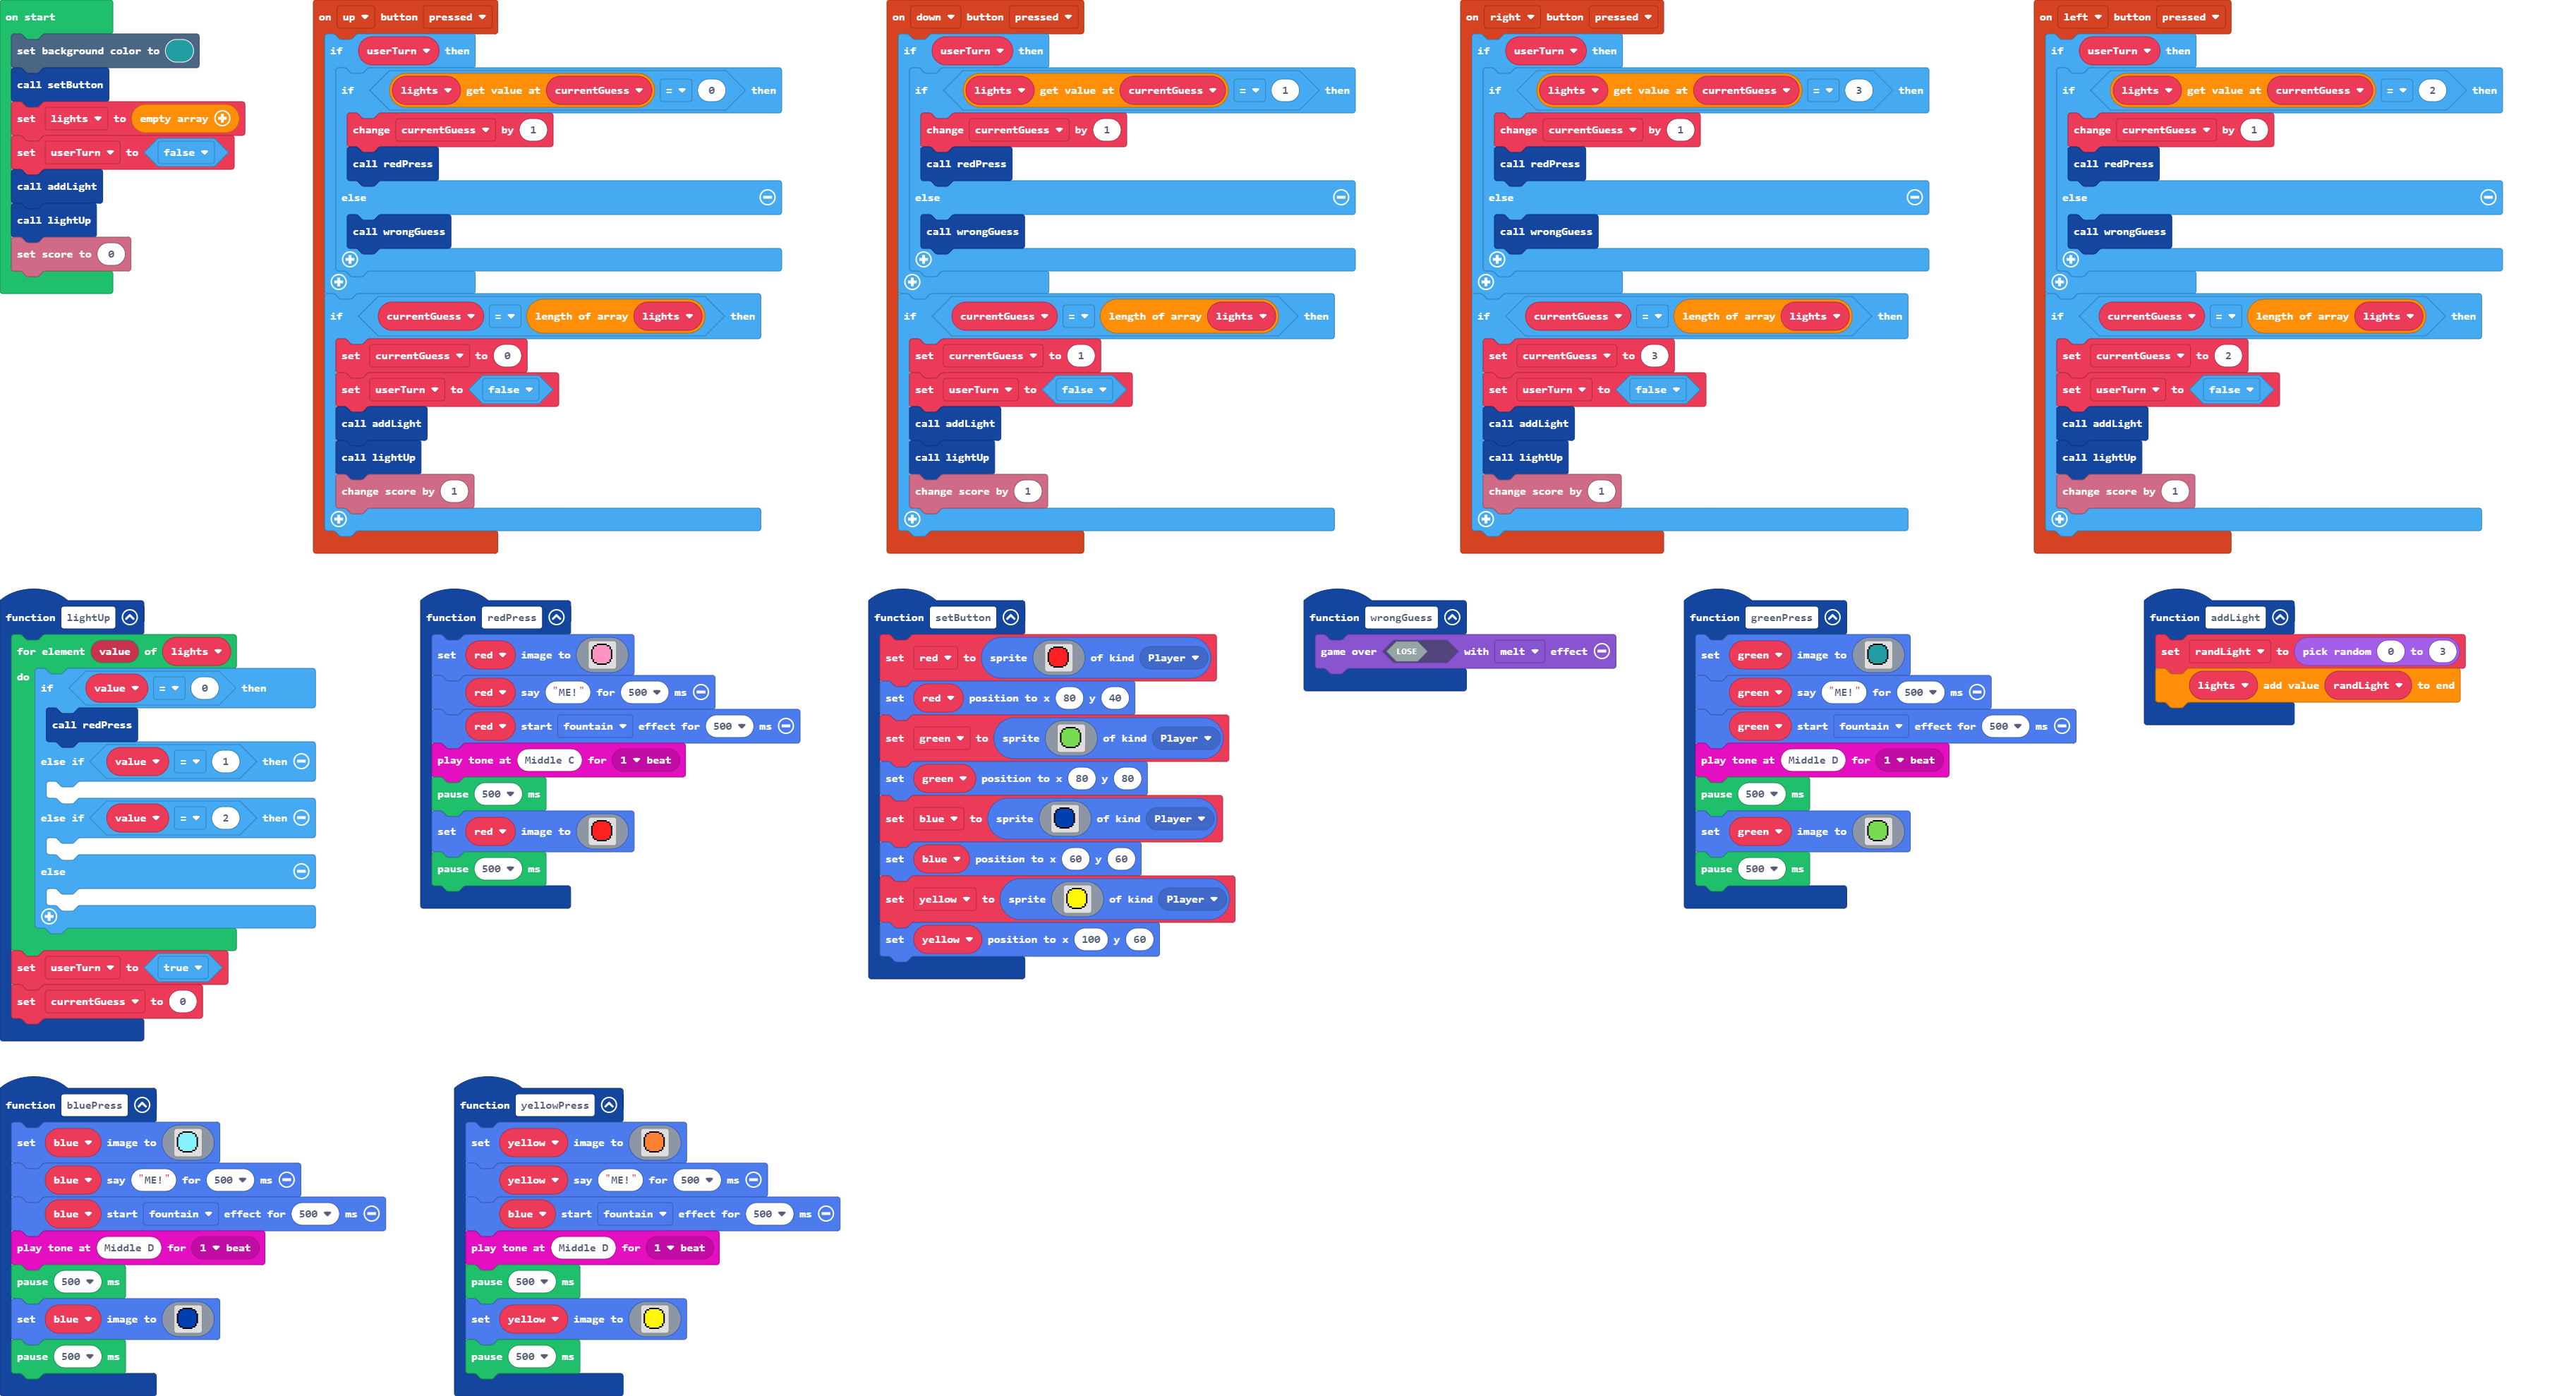 on start
set background color to
call setButton
set lights to empty array
set userTurn to false
call addLight
call lightUp
set score to 0
on up button pressed
if userTurn then
if lights get value at currentGuess = 0 then
change currentGuess by 1
call redPress
else
call wrongGuess
if currentGuess = length of array lights then
set currentGuess to 0
set userTurn to false
call addLight
call lightUp
change score by 1
on down button pressed
if userTurn then
if lights get value at currentGuess = 1 then
change currentGuess by 1
call redPress
else
call wrongGuess
if currentGuess = length of array lights then
set currentGuess to 1
set userTurn to false
call addLight
call lightUp
change score by 1
on right button pressed
if userTurn then
if lights get value at currentGuess = 3 then
change currentGuess by 1
call redPress
else
call wrongGuess
if currentGuess = length of array lights then
set currentGuess to 3
set userTurn to false
call addLight
call lightUp
change score by 1
on left button pressed
if userTurn then
if lights get value at currentGuess = 2 then
change currentGuess by 1
call redPress
else
call wrongGuess
if currentGuess = length of array lights then
set currentGuess to 2
set userTurn to false
call addLight
call lightUp
change score by 1
function lightUp
for element value of lights
do
if value = 0 then
call redPress
else if value = 1 then
else if value = 2 then
else
set userTurn to true
set currentGuess to 0
function redPress
set red image to
red say "ME!" for 500 ms
red start fountain effect for 500 ms
play tone at Middle C for 1 beat
pause 500 ms
set red image to
pause 500 ms
function setButton
set red to sprite of kind Player
set red position to x 80 y 40
set green to sprite of kind Player
set green position to x 80 y 80
set blue to sprite of kind Player
set blue position to x 60 y 60
set yellow to sprite of kind Player
set yellow position to x 100 y 60
function wrongGuess
game over LOSE with melt effect
function greenPress
set green image to
green say "ME!" for 500 ms
green start fountain effect for 500 ms
play tone at Middle D for 1 beat
pause 500 ms
set green image to
pause 500 ms
function addLight
set randLight to pick random 0 to 3
lights add value randLight to end
function bluePress
set blue image to
blue say "ME!" for 500 ms
blue start fountain effect for 500 ms
play tone at Middle D for 1 beat
pause 500 ms
set blue image to
pause 500 ms
function yellowPress
set yellow image to
yellow say "ME!" for 500 ms
blue start fountain effect for 500 ms
play tone at Middle D for 1 beat
pause 500 ms
set yellow image to
pause 500 ms